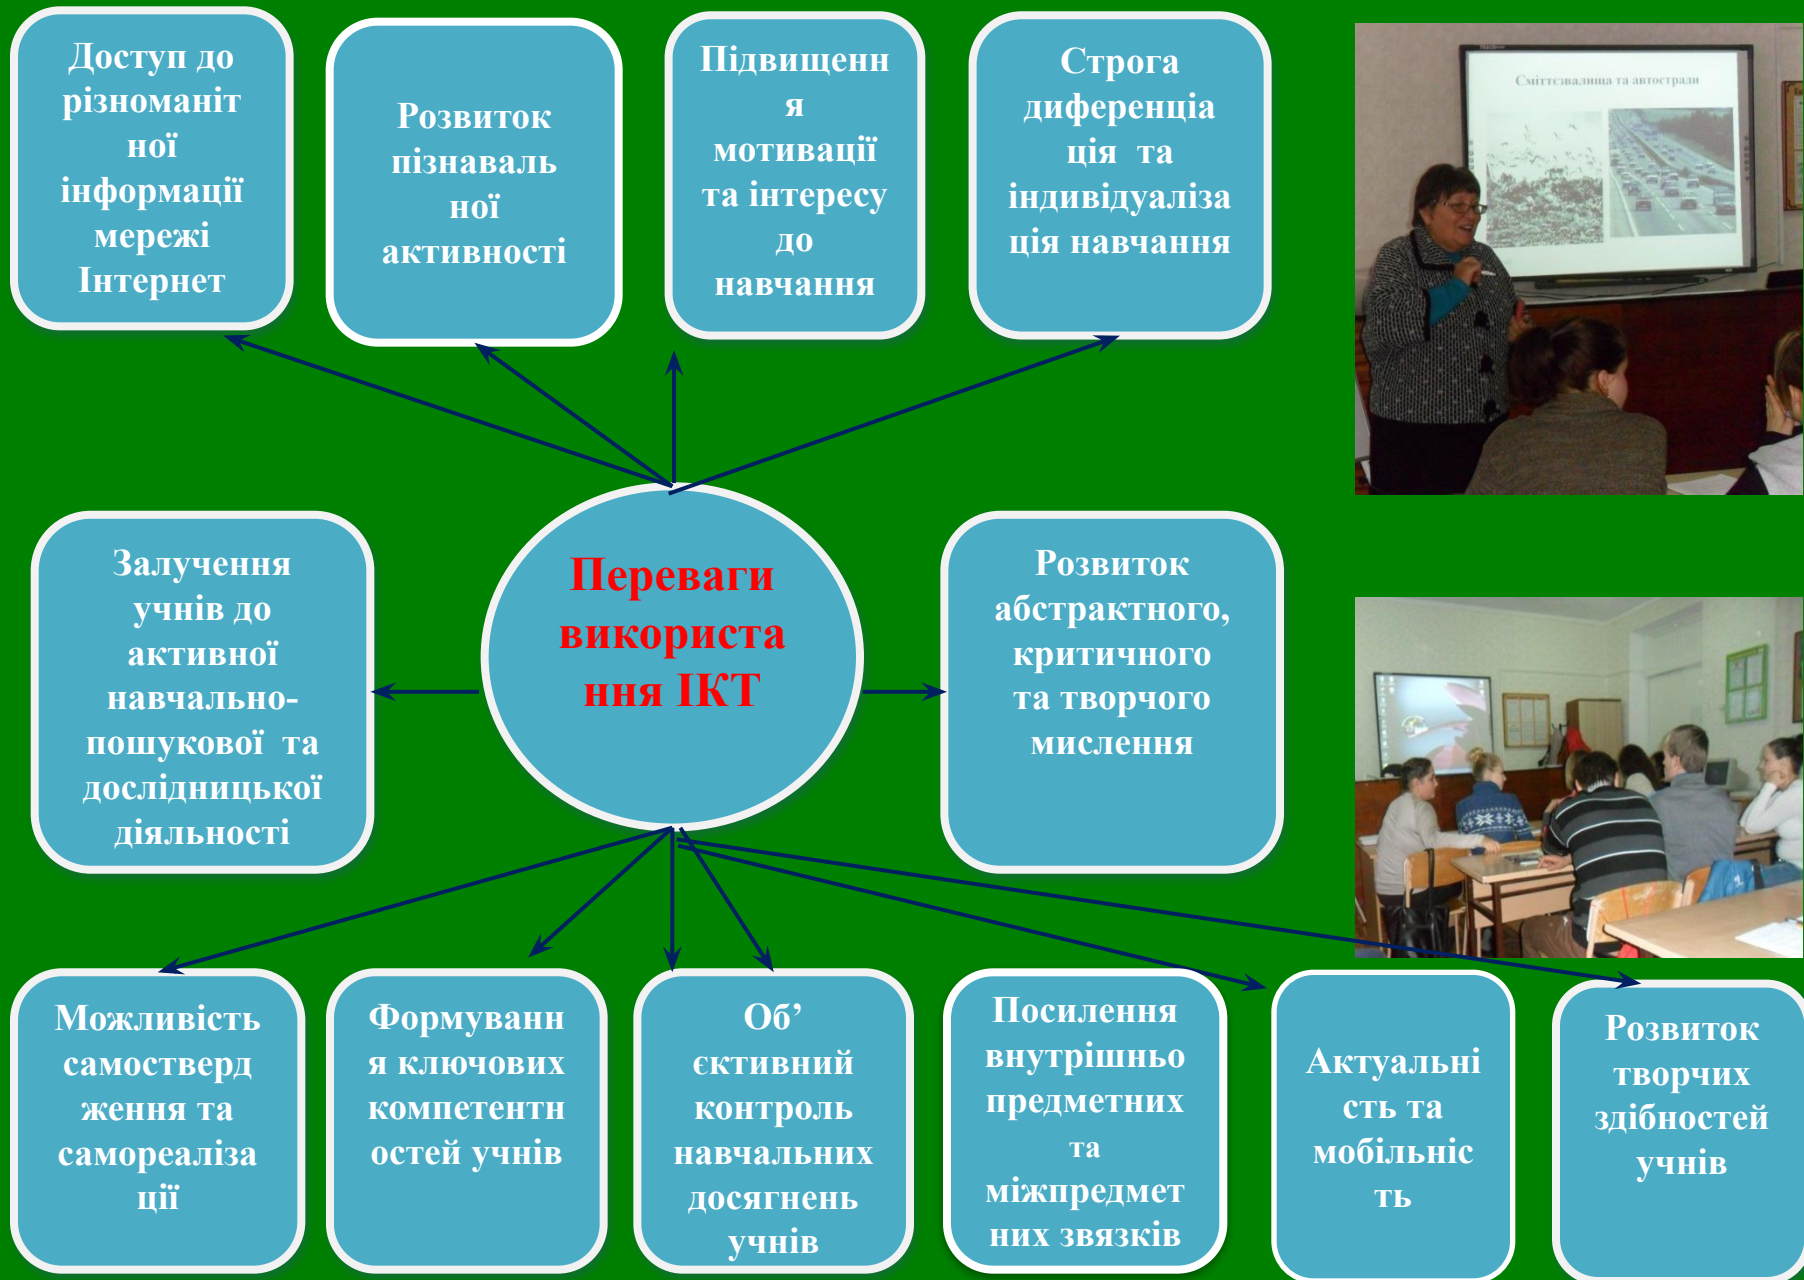 Доступ до
різноманіт
ної
інформації
мережі
Інтернет
Розвиток
пізнаваль
ної
активності
Підвищенн
я
мотивації
та інтересу
до
навчання
Строга
диференціа
ція та
індивідуаліза
ція навчання
Сміттєзвалища та автостради
Залучення
учнів до
активної
навчально-
пошукової та
дослідницької
діяльності
Переваги
використа
ння ІКТ
Розвиток
абстрактного,
критичного
та творчого
мислення
Можливість
самостверд
ження та
самореаліза
ції
Формуванн
я ключових
компетентн
остей учнів
Об’
єктивний
контроль
навчальних
досягнень
учнів
Посилення
внутрішньо
предметних
та
міжпредмет
них звязків
Актуальні
сть та
мобільніс
ть
Розвиток
творчих
здібностей
учнів